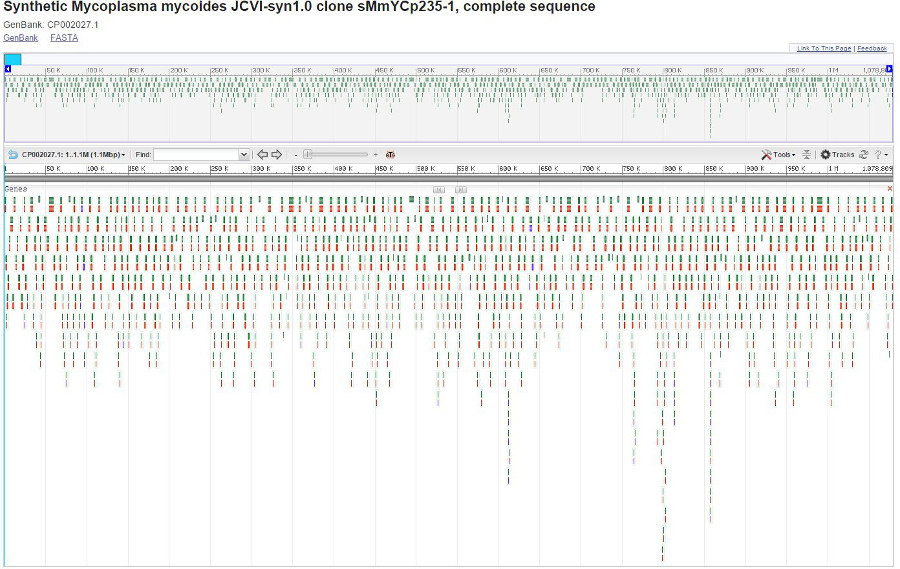 Synthetic Mycoplasma mycoides JCVI-syn1.0 clone sMmYCp235-1, complete sequence
GenBank: CP002027.1
GenBank FASTA
Link To This Page | Feedback
50 K 100 K 150 K 200 K 250 K 300 K 350 K 400 K 450 K 500 K 550 K 600 K 650 K 700 K 750 K 800 K 850 K 900 K 950 K 1 M
CP002027.1: 1..1.1M (1.1Mbp) Find: Tools Tracks ?
50 K 100 K 150 K 200 K 250 K 300 K 350 K 400 K 450 K 500 K 550 K 600 K 650 K 700 K 750 K 800 K 850 K 900 K 950 K 1 M 1,078,809
Genes